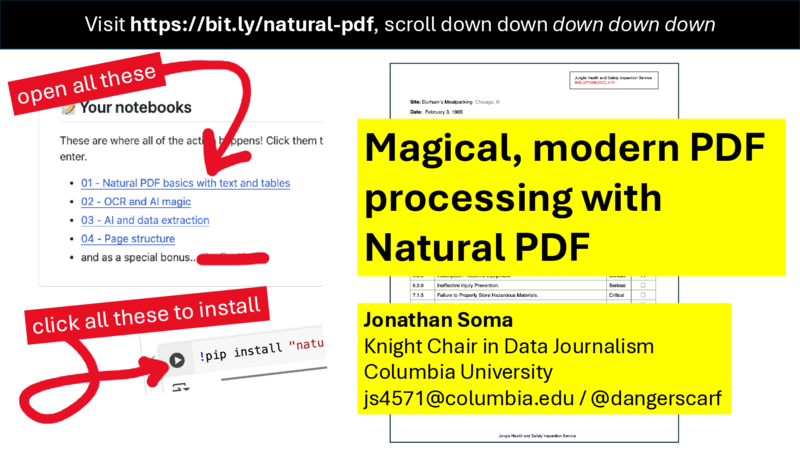 Visit https://bit.ly/natural-pdf, scroll down down down down down
open all these
Your notebooks
These are where all of the action happens! Click them t
enter.
01 - Natural PDF basics with text and tables
02 - OCR and AI magic
03 - AI and data extraction
04 - Page structure
and as a special bonus...
click all these to install
!pip install "natu
Jungle Health and Safety Inspection Service
Site: Durham's Meatpacking Chicago, Ill.
Date: February 3, 1905
Magical, modern PDF
processing with
Natural PDF
6.3.9 Ineffective Injury Prevention. Serious
7.1.5 Failure to Properly Store Hazardous Materials. Critical
Jonathan Soma
Knight Chair in Data Journalism
Columbia University
js4571@columbia.edu / @dangerscarf
Jungle Health and Safety Inspection Service